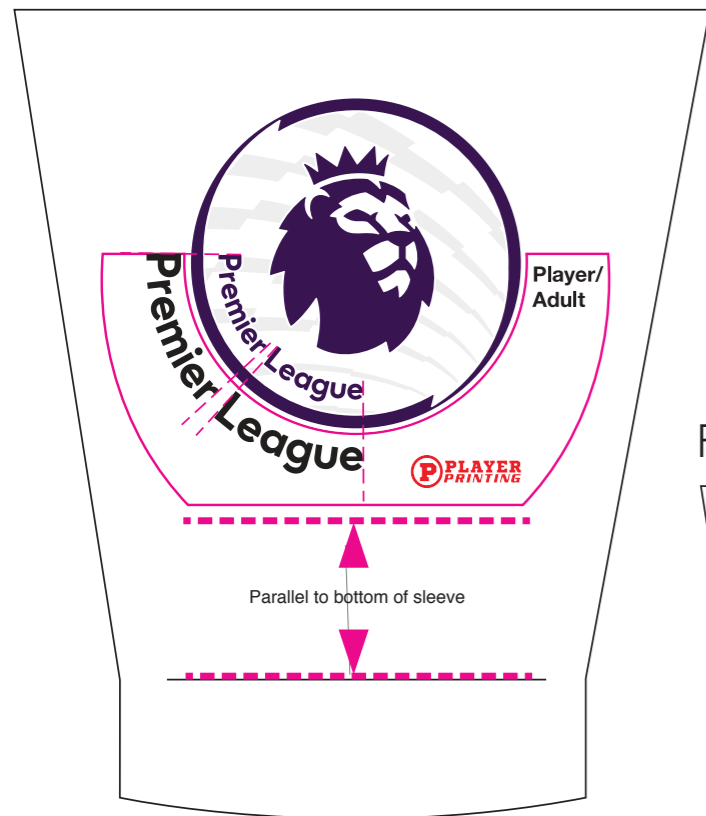 Premier League
Premier League
Player/
Adult
P PLAYER
PRINTING
Parallel to bottom of sleeve